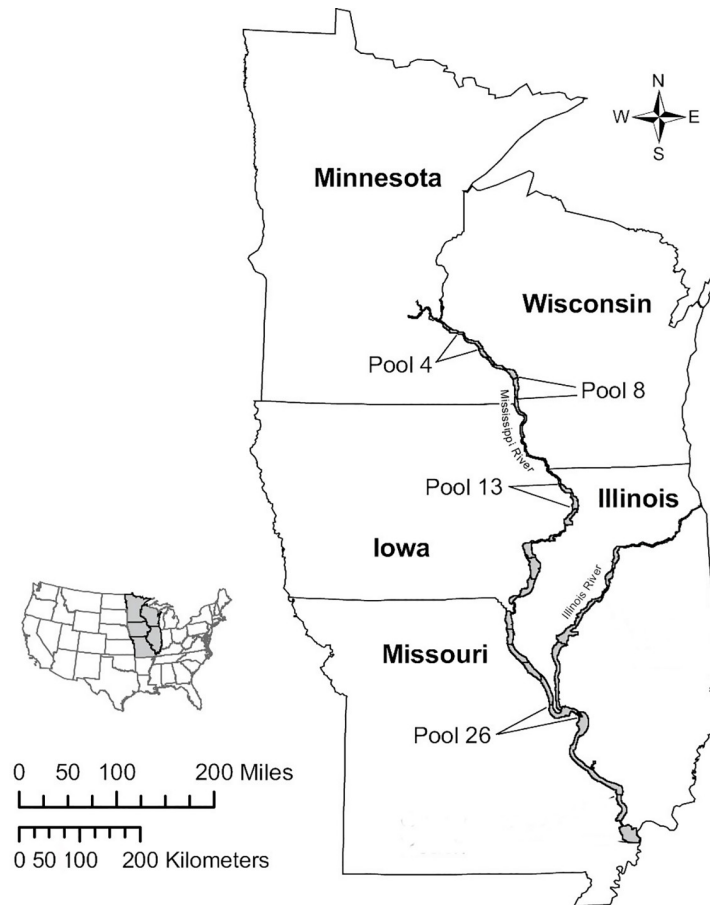 N
W E
S
Minnesota
Wisconsin
Pool 4
Pool 8
Mississippi River
Pool 13
Illinois
Iowa
Illinois River
Missouri
Pool 26
0 50 100 200 Miles
0 50 100 200 Kilometers